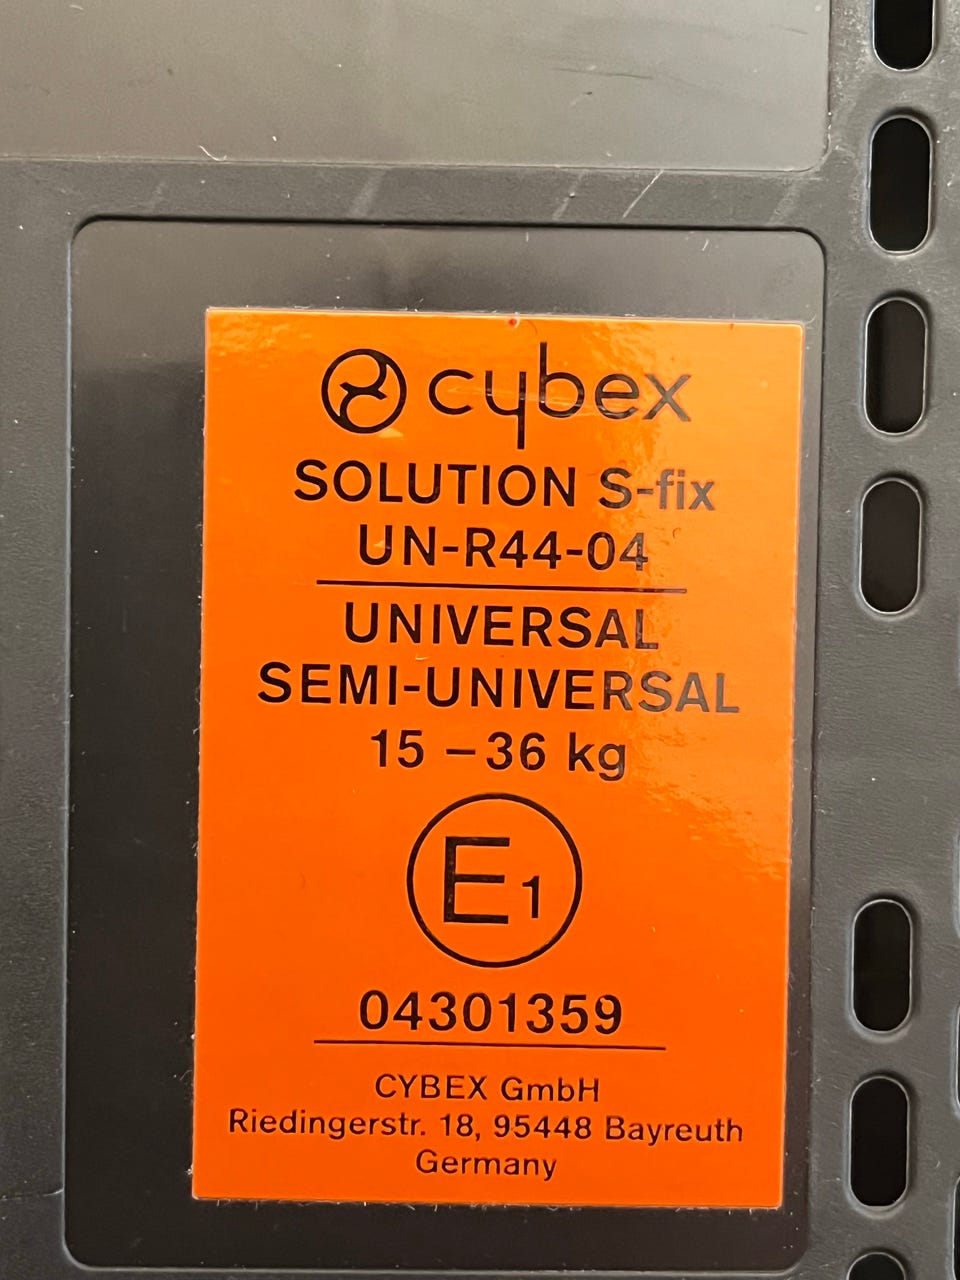 cybex
SOLUTION S-fix
UN-R44-04
UNIVERSAL
SEMI-UNIVERSAL
15 – 36 kg
E1
04301359
CYBEX GmbH
Riedingerstr. 18, 95448 Bayreuth
Germany